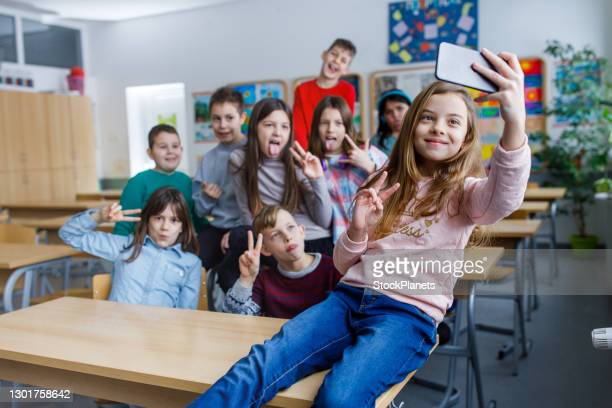 gettyimages
Credit: StockPlanets
1301758642